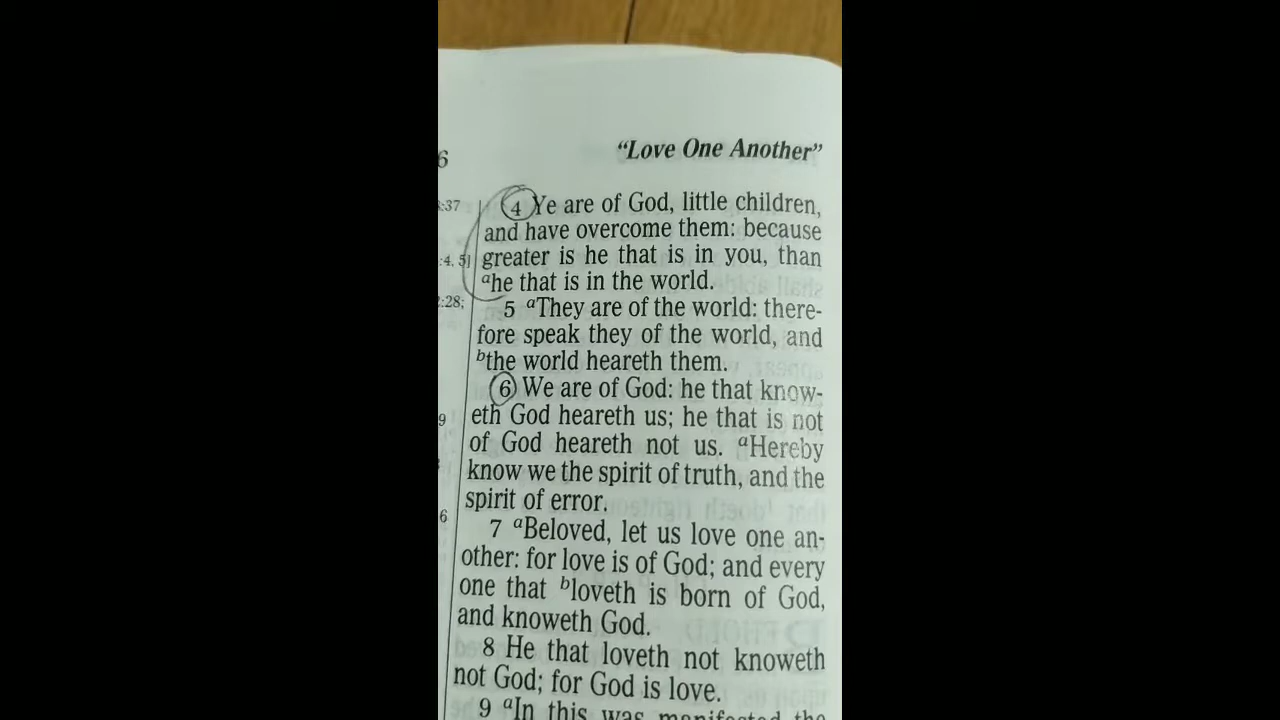 6
"Love One Another"
:37
:4, 5
:28;
9
6
4 Ye are of God, little children,
and have overcome them: because
greater is he that is in you, than
ᵃhe that is in the world.
5 ᵃThey are of the world: there-
fore speak they of the world, and
ᵇthe world heareth them.
6 We are of God: he that know-
eth God heareth us; he that is not
of God heareth not us. ᵃHereby
know we the spirit of truth, and the
spirit of error.
7 ᵃBeloved, let us love one an-
other: for love is of God; and every
one that ᵇloveth is born of God,
and knoweth God.
8 He that loveth not knoweth
not God; for God is love.
9 ᵃIn this was manifested the